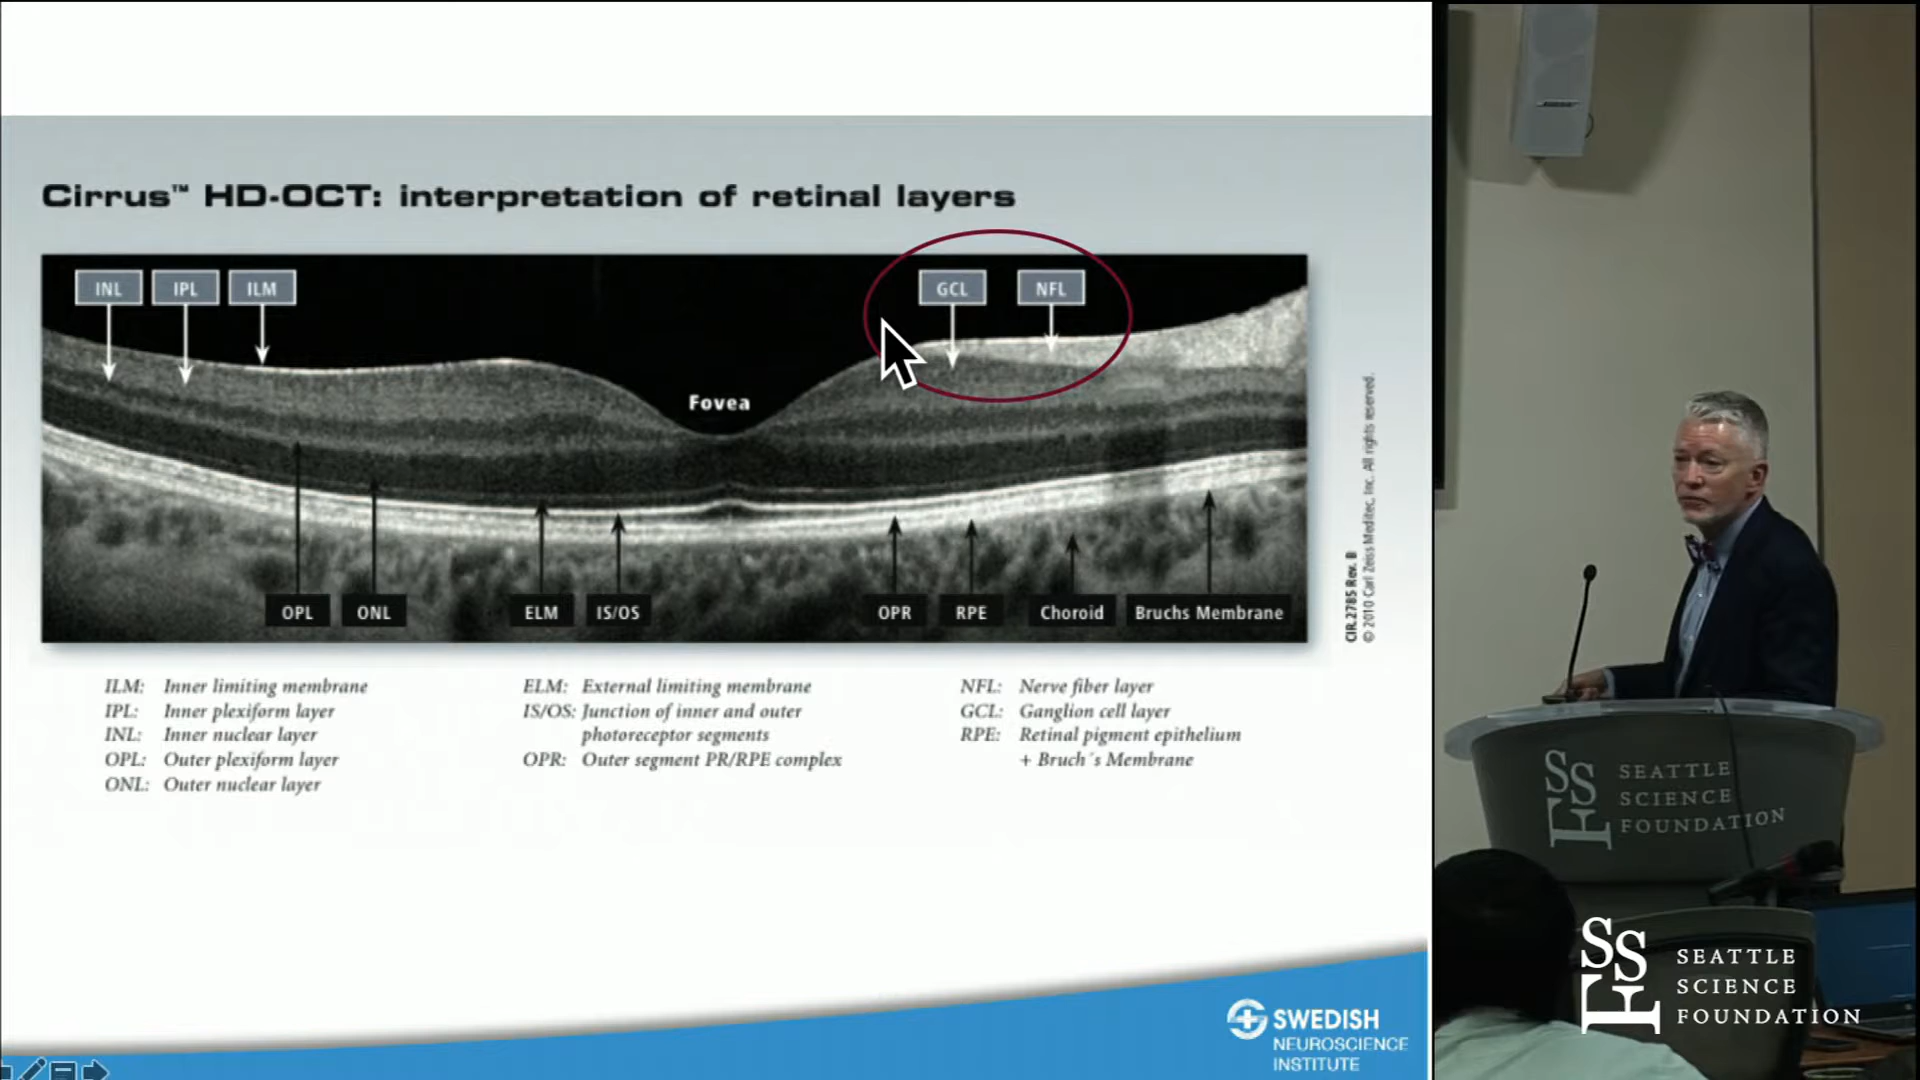 Cirrus™ HD-OCT: interpretation of retinal layers
INL IPL ILM GCL NFL
Fovea
OPL ONL ELM IS/OS OPR RPE Choroid Bruchs Membrane
CIR.2785 Rev. B
© 2010 Carl Zeiss Meditec, Inc. All rights reserved.
ILM: Inner limiting membrane
IPL: Inner plexiform layer
INL: Inner nuclear layer
OPL: Outer plexiform layer
ONL: Outer nuclear layer
ELM: External limiting membrane
IS/OS: Junction of inner and outer
photoreceptor segments
OPR: Outer segment PR/RPE complex
NFL: Nerve fiber layer
GCL: Ganglion cell layer
RPE: Retinal pigment epithelium
+ Bruch´s Membrane
SWEDISH
NEUROSCIENCE
INSTITUTE
BOSE
SSF
SEATTLE
SCIENCE
FOUNDATION
SSF
SEATTLE
SCIENCE
FOUNDATION